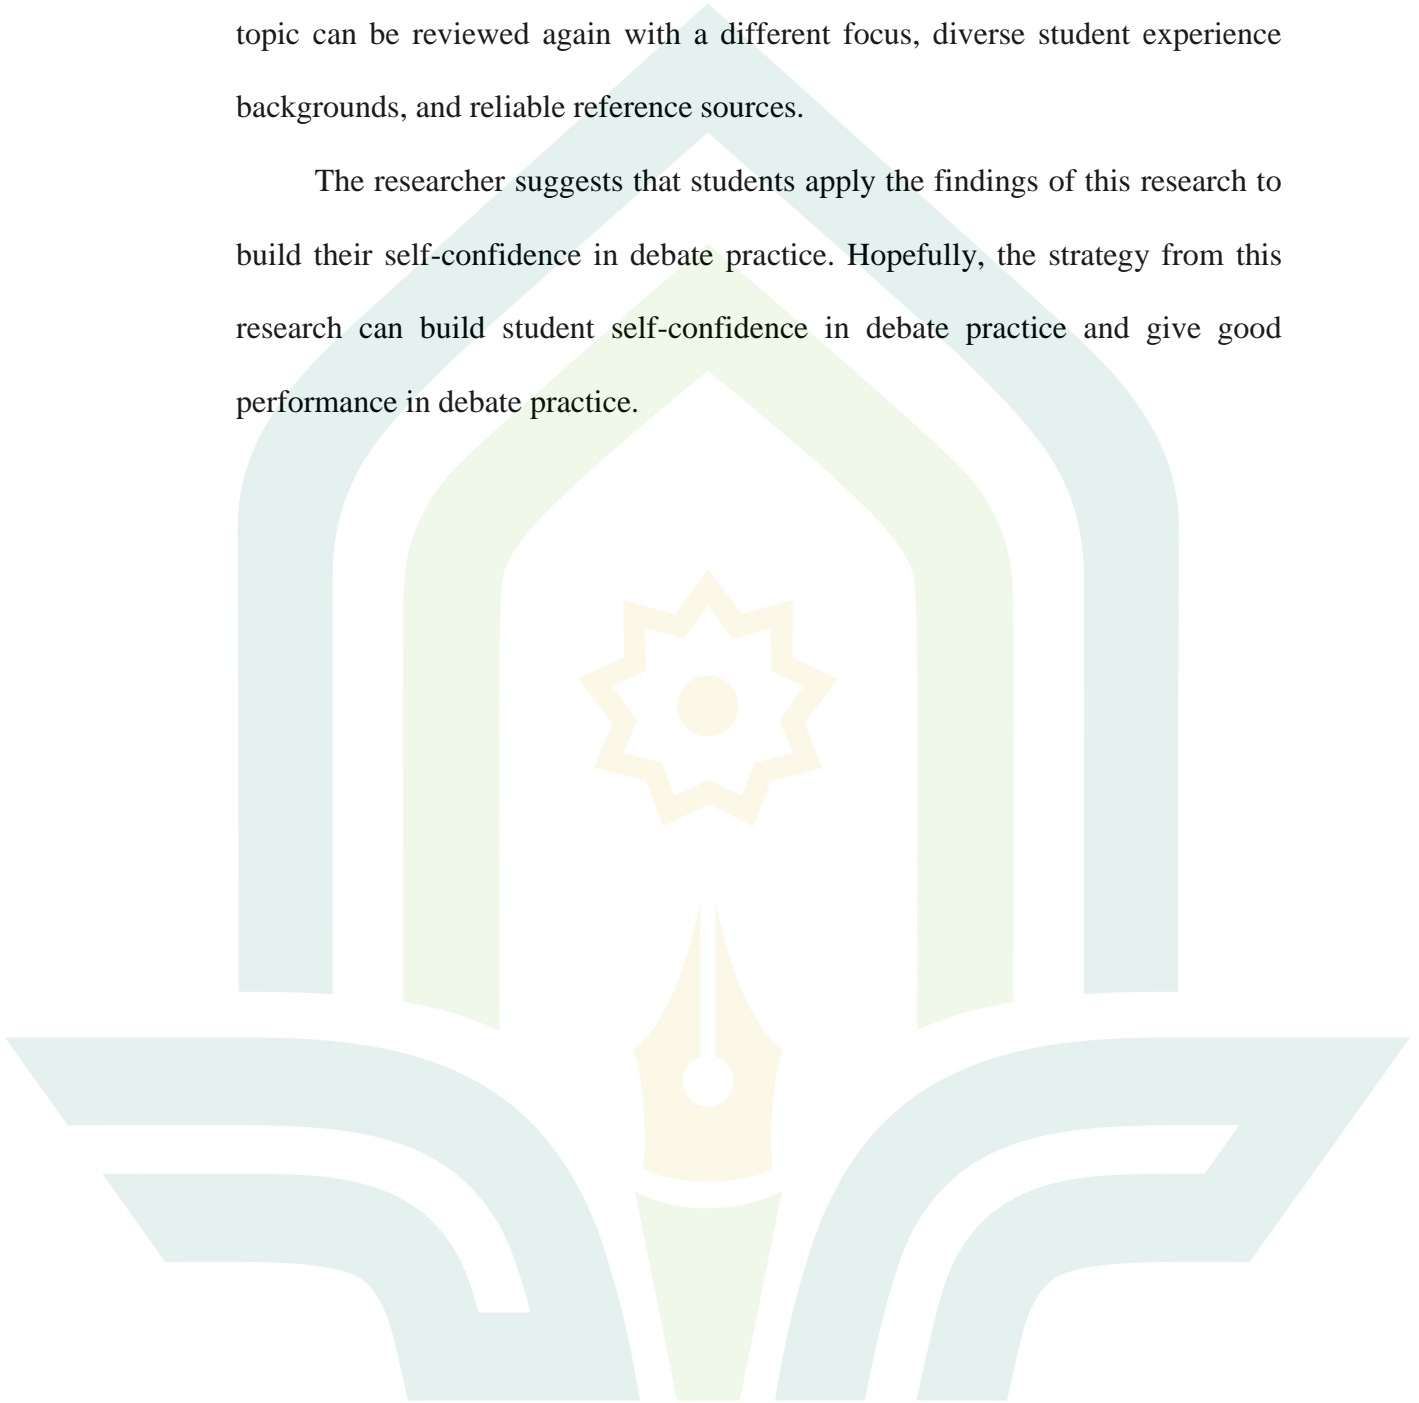 topic can be reviewed again with a different focus, diverse student experience
backgrounds, and reliable reference sources.
The researcher suggests that students apply the findings of this research to
build their self-confidence in debate practice. Hopefully, the strategy from this
research can build student self-confidence in debate practice and give good
performance in debate practice.